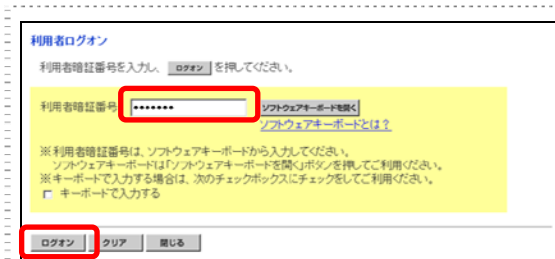 利用者ログオン
利用者暗証番号を入力し、 ログオン を押してください。
利用者暗証番号 ••••••• ソフトウェアキーボードを開く
ソフトウェアキーボードとは？
※利用者暗証番号は、ソフトウェアキーボードから入力してください。
ソフトウェアキーボードは「ソフトウェアキーボードを開く」ボタンを押してご利用ください。
※キーボードで入力する場合は、次のチェックボックスにチェックをしてご利用ください。
キーボードで入力する
ログオン クリア 閉じる